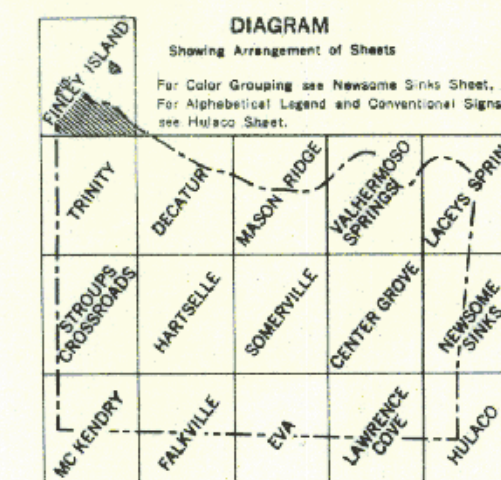 DIAGRAM
Showing Arrangement of Sheets
For Color Grouping see Newsome Sinks Sheet,
For Alphabetical Legend and Conventional Signs
see Hulaco Sheet.
FINLEY ISLAND
TRINITY
DECATUR
MASON RIDGE
VALHERMOSO
SPRINGS
LACEYS SPRIN
STROUPS
CROSSROADS
HARTSELLE
SOMERVILLE
CENTER GROVE
NEWSOME
SINKS
MC KENDRY
FALKVILLE
EVA
LAWRENCE
COVE
HULACO